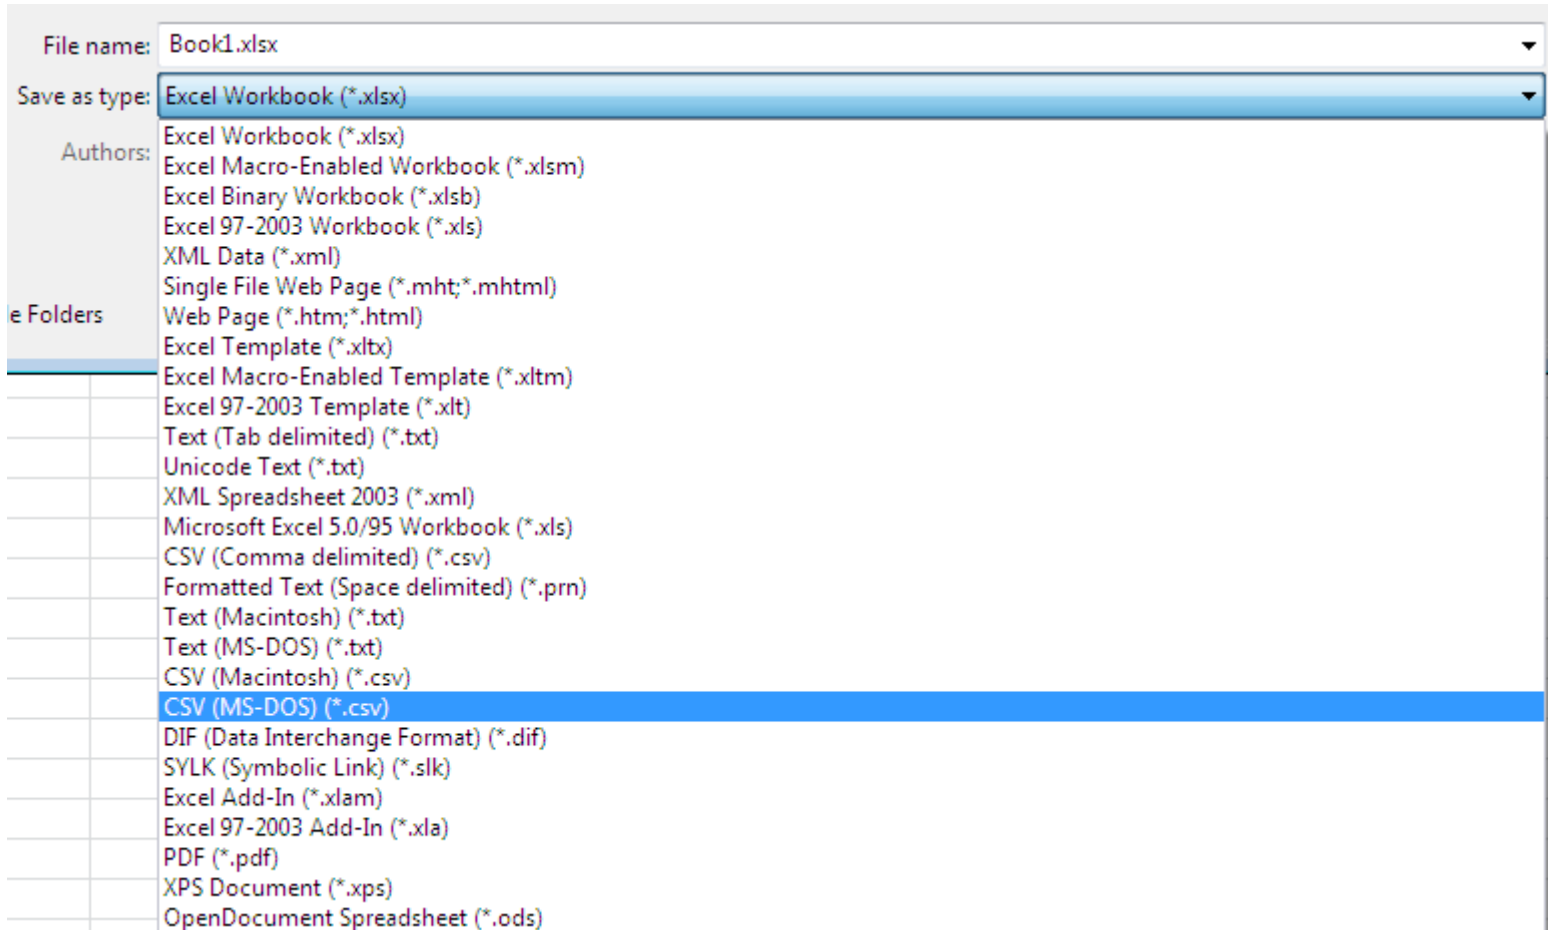 File name: Book1.xlsx
Save as type: Excel Workbook (*.xlsx)
Authors:
Excel Workbook (*.xlsx)
Excel Macro-Enabled Workbook (*.xlsm)
Excel Binary Workbook (*.xlsb)
Excel 97-2003 Workbook (*.xls)
XML Data (*.xml)
Single File Web Page (*.mht;*.mhtml)
le Folders
Web Page (*.htm;*.html)
Excel Template (*.xltx)
Excel Macro-Enabled Template (*.xltm)
Excel 97-2003 Template (*.xlt)
Text (Tab delimited) (*.txt)
Unicode Text (*.txt)
XML Spreadsheet 2003 (*.xml)
Microsoft Excel 5.0/95 Workbook (*.xls)
CSV (Comma delimited) (*.csv)
Formatted Text (Space delimited) (*.prn)
Text (Macintosh) (*.txt)
Text (MS-DOS) (*.txt)
CSV (Macintosh) (*.csv)
CSV (MS-DOS) (*.csv)
DIF (Data Interchange Format) (*.dif)
SYLK (Symbolic Link) (*.slk)
Excel Add-In (*.xlam)
Excel 97-2003 Add-In (*.xla)
PDF (*.pdf)
XPS Document (*.xps)
OpenDocument Spreadsheet (*.ods)